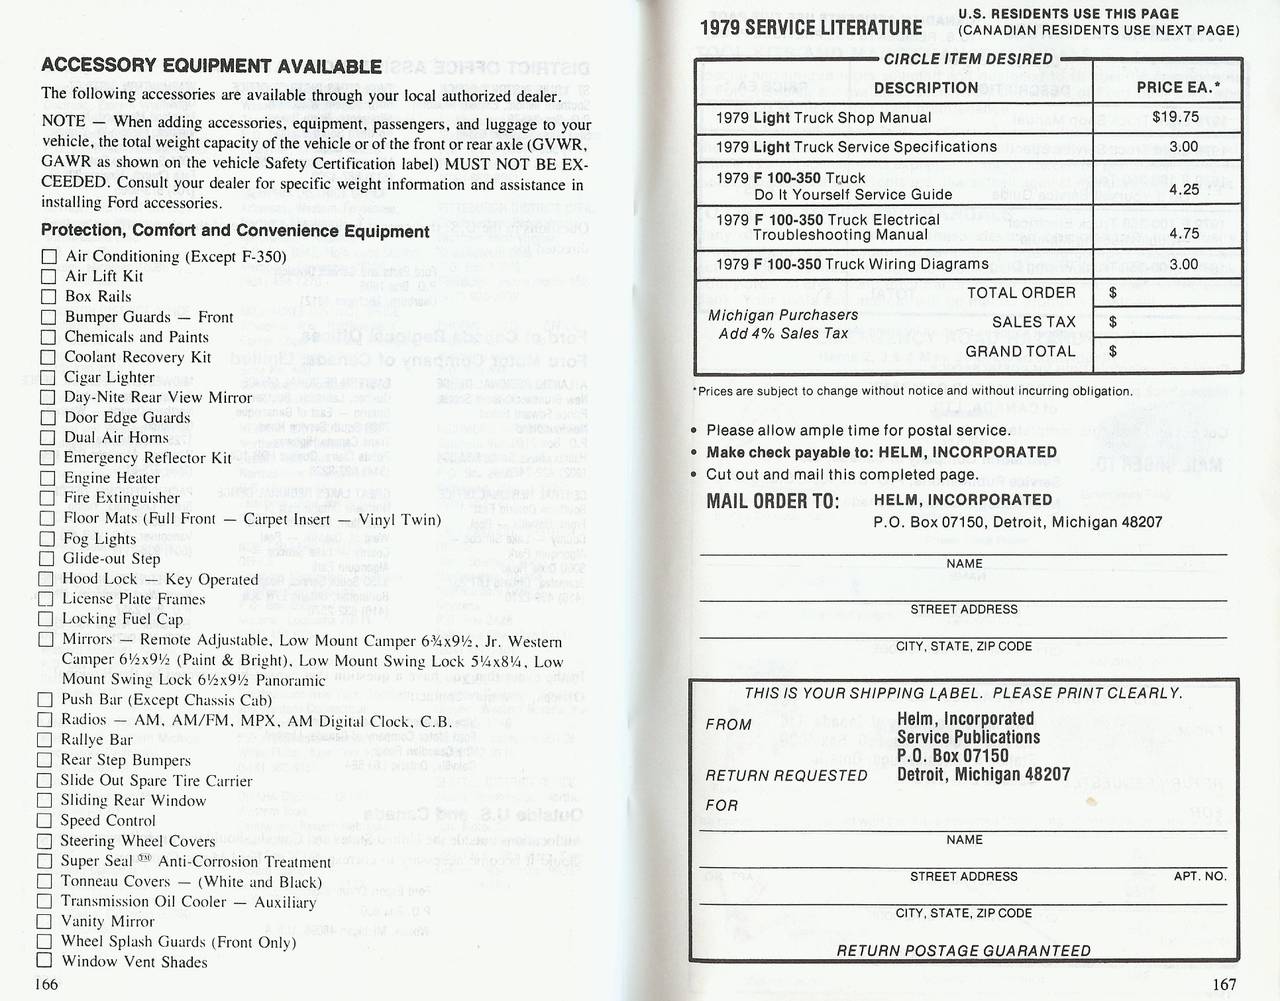 ACCESSORY EQUIPMENT AVAILABLE
The following accessories are available through your local authorized dealer.
NOTE — When adding accessories, equipment, passengers, and luggage to your
vehicle, the total weight capacity of the vehicle or of the front or rear axle (GVWR,
GAWR as shown on the vehicle Safety Certification label) MUST NOT BE EX-
CEEDED. Consult your dealer for specific weight information and assistance in
installing Ford accessories.
Protection, Comfort and Convenience Equipment
Air Conditioning (Except F-350)
Air Lift Kit
Box Rails
Bumper Guards — Front
Chemicals and Paints
Coolant Recovery Kit
Cigar Lighter
Day-Nite Rear View Mirror
Door Edge Guards
Dual Air Horns
Emergency Reflector Kit
Engine Heater
Fire Extinguisher
Floor Mats (Full Front — Carpet Insert — Vinyl Twin)
Fog Lights
Glide-out Step
Hood Lock — Key Operated
License Plate Frames
Locking Fuel Cap
Mirrors — Remote Adjustable, Low Mount Camper 6¾x9½, Jr. Western
Camper 6½x9½ (Paint & Bright), Low Mount Swing Lock 5¼x8¼, Low
Mount Swing Lock 6½x9½ Panoramic
Push Bar (Except Chassis Cab)
Radios — AM, AM/FM, MPX, AM Digital Clock, C.B.
Rallye Bar
Rear Step Bumpers
Slide Out Spare Tire Carrier
Sliding Rear Window
Speed Control
Steering Wheel Covers
Super Seal ™ Anti-Corrosion Treatment
Tonneau Covers — (White and Black)
Transmission Oil Cooler — Auxiliary
Vanity Mirror
Wheel Splash Guards (Front Only)
Window Vent Shades
166
1979 SERVICE LITERATURE
U.S. RESIDENTS USE THIS PAGE
(CANADIAN RESIDENTS USE NEXT PAGE)
CIRCLE ITEM DESIRED
DESCRIPTION PRICE EA.*
1979 Light Truck Shop Manual $19.75
1979 Light Truck Service Specifications 3.00
1979 F 100-350 Truck
Do It Yourself Service Guide 4.25
1979 F 100-350 Truck Electrical
Troubleshooting Manual 4.75
1979 F 100-350 Truck Wiring Diagrams 3.00
TOTAL ORDER $
Michigan Purchasers
Add 4% Sales Tax
SALES TAX $
GRAND TOTAL $
*Prices are subject to change without notice and without incurring obligation.
• Please allow ample time for postal service.
• Make check payable to: HELM, INCORPORATED
• Cut out and mail this completed page.
MAIL ORDER TO: HELM, INCORPORATED
P.O. Box 07150, Detroit, Michigan 48207
NAME
STREET ADDRESS
CITY, STATE, ZIP CODE
THIS IS YOUR SHIPPING LABEL. PLEASE PRINT CLEARLY.
FROM Helm, Incorporated
Service Publications
P.O. Box 07150
RETURN REQUESTED Detroit, Michigan 48207
FOR
NAME
STREET ADDRESS APT. NO.
CITY, STATE, ZIP CODE
RETURN POSTAGE GUARANTEED
167